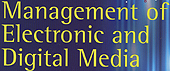 Management of
Electronic and
Digital Media